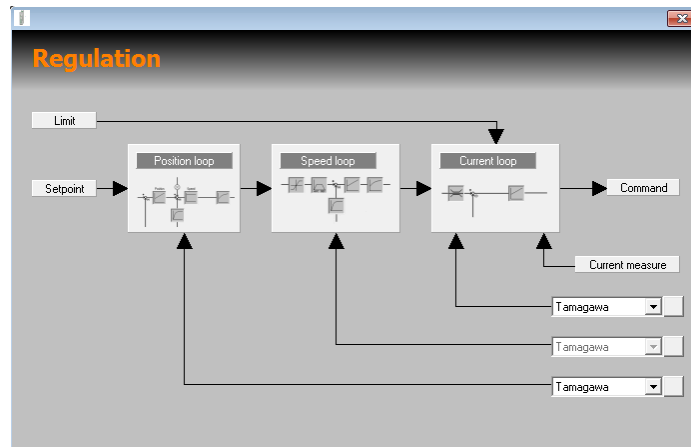 Regulation
Limit
Position loop
Speed loop
Current loop
Setpoint
Command
Current measure
Tamagawa
Tamagawa
Tamagawa